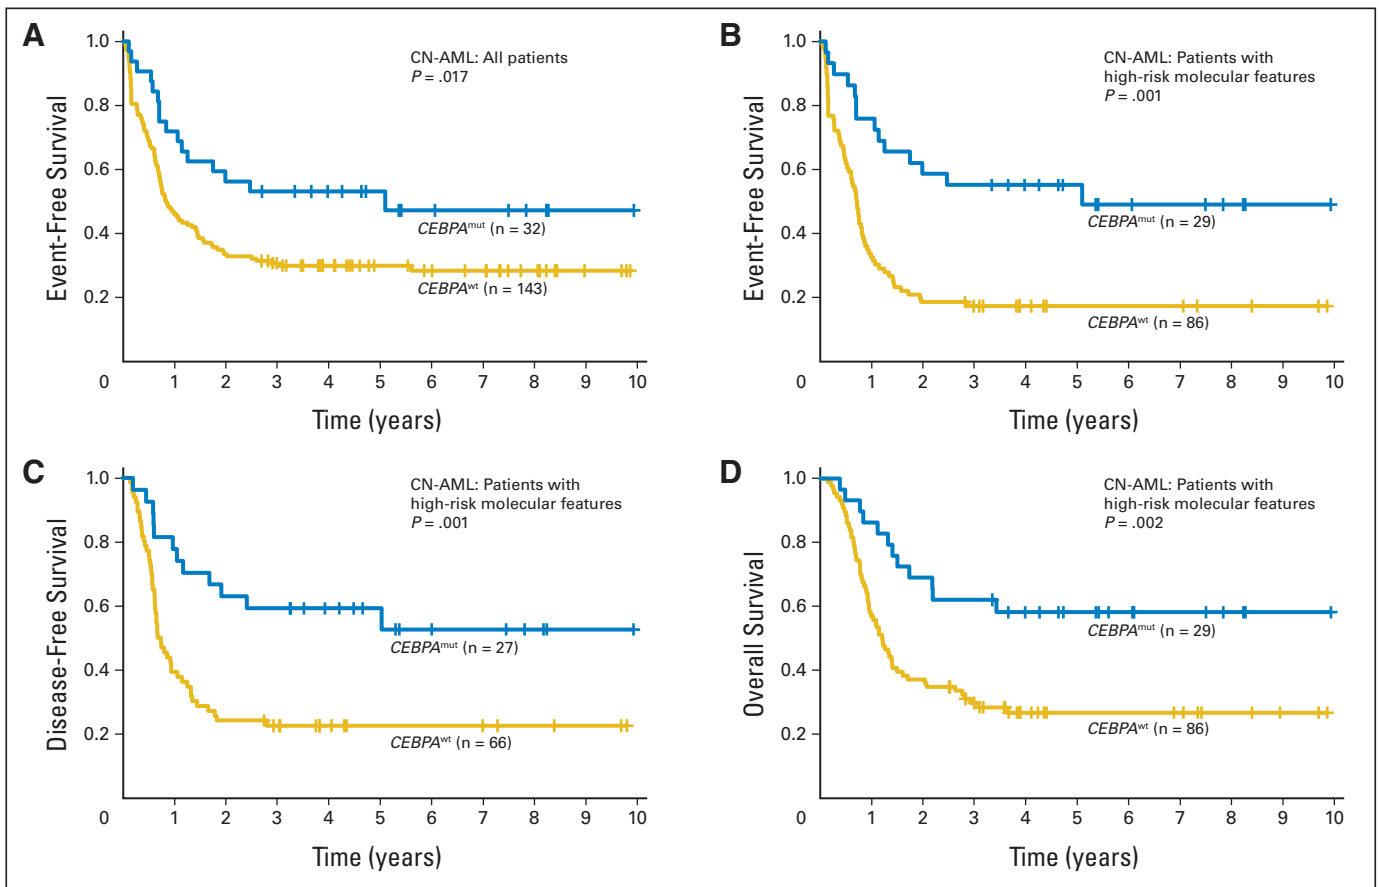 A
CN-AML: All patients
P = .017
Event-Free Survival
1.0
0.8
0.6
0.4
0.2
CEBPAmut (n = 32)
CEBPAwt (n = 143)
0 1 2 3 4 5 6 7 8 9 10
Time (years)
B
CN-AML: Patients with
high-risk molecular features
P = .001
Event-Free Survival
1.0
0.8
0.6
0.4
0.2
CEBPAmut (n = 29)
CEBPAwt (n = 86)
0 1 2 3 4 5 6 7 8 9 10
Time (years)
C
CN-AML: Patients with
high-risk molecular features
P = .001
Disease-Free Survival
1.0
0.8
0.6
0.4
0.2
CEBPAmut (n = 27)
CEBPAwt (n = 66)
0 1 2 3 4 5 6 7 8 9 10
Time (years)
D
CN-AML: Patients with
high-risk molecular features
P = .002
Overall Survival
1.0
0.8
0.6
0.4
0.2
CEBPAmut (n = 29)
CEBPAwt (n = 86)
0 1 2 3 4 5 6 7 8 9 10
Time (years)